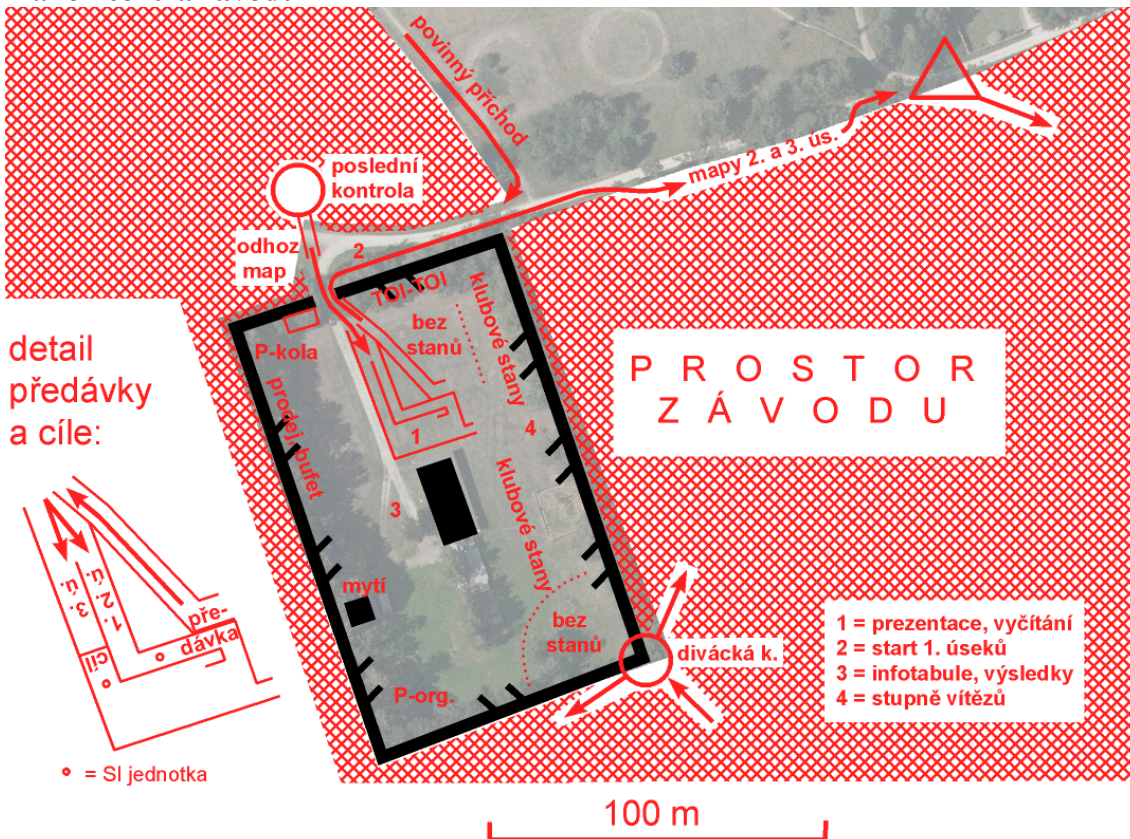 povinný příchod
poslední
kontrola
mapy 2. a 3. ús.
odhoz
map
2
TOI-TOI
klubové stany
bez
stanů
P-kola
prodej, bufet
1
4
3
klubové stany
mytí
bez
stanů
P-org.
divácká k.
P R O S T O R
Z Á V O D U
detail
předávky
a cíle:
3. ú.
1. 2. ú.
pře-
dávka
cíl
= SI jednotka
1 = prezentace, vyčítání
2 = start 1. úseků
3 = infotabule, výsledky
4 = stupně vítězů
100 m